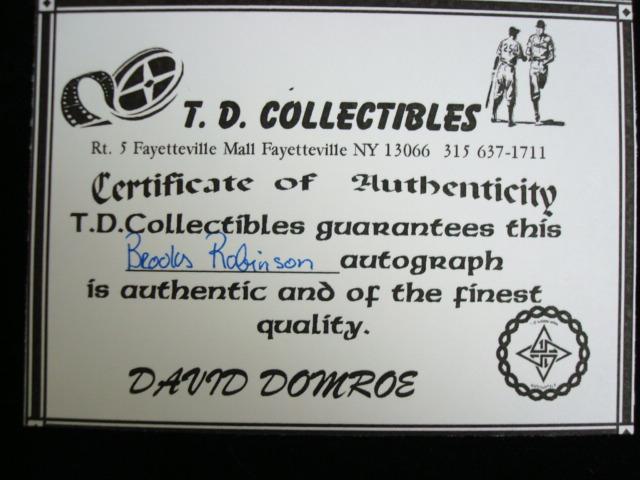 T. D. COLLECTIBLES
Rt. 5 Fayetteville Mall Fayetteville NY 13066 315 637-1711
Certificate of Authenticity
T.D.Collectibles guarantees this
Brooks Robinson autograph
is authentic and of the finest
quality.
DAVID DOMROE
25